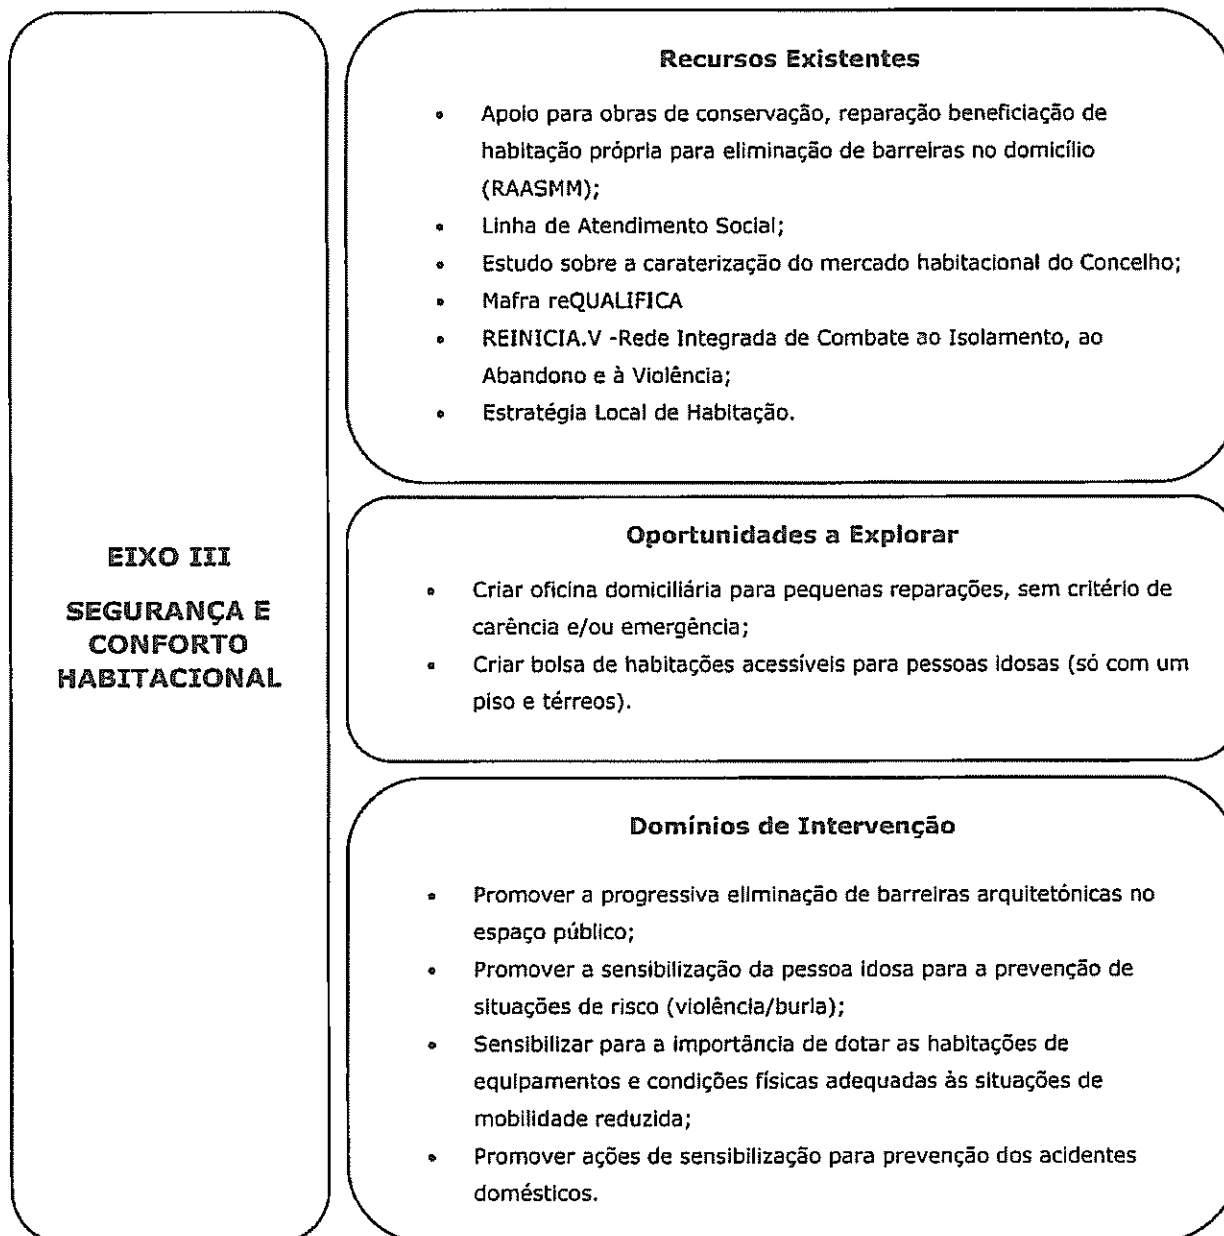 EIXO III
SEGURANÇA E
CONFORTO
HABITACIONAL
Recursos Existentes
• Apoio para obras de conservação, reparação beneficiação de
habitação própria para eliminação de barreiras no domicílio
(RAASMM);
• Linha de Atendimento Social;
• Estudo sobre a caraterização do mercado habitacional do Concelho;
• Mafra reQUALIFICA
• REINICIA.V -Rede Integrada de Combate ao Isolamento, ao
Abandono e à Violência;
• Estratégia Local de Habitação.
Oportunidades a Explorar
• Criar oficina domiciliária para pequenas reparações, sem critério de
carência e/ou emergência;
• Criar bolsa de habitações acessíveis para pessoas idosas (só com um
piso e térreos).
Domínios de Intervenção
• Promover a progressiva eliminação de barreiras arquitetónicas no
espaço público;
• Promover a sensibilização da pessoa idosa para a prevenção de
situações de risco (violência/burla);
• Sensibilizar para a importância de dotar as habitações de
equipamentos e condições físicas adequadas às situações de
mobilidade reduzida;
• Promover ações de sensibilização para prevenção dos acidentes
domésticos.